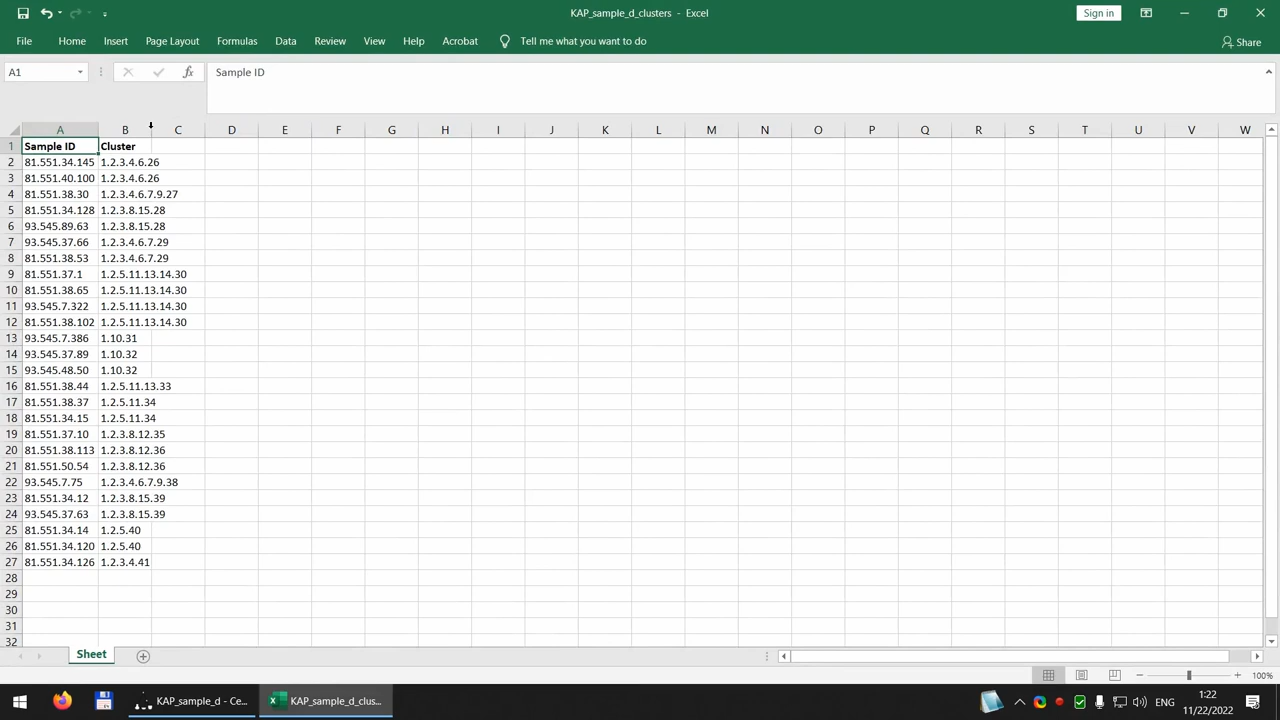 KAP_sample_d_clusters - Excel
Sign in
File Home Insert Page Layout Formulas Data Review View Help Acrobat Tell me what you want to do Share
A1 fx Sample ID
A B C D E F G H I J K L M N O P Q R S T U V W
1 Sample ID Cluster
2 81.551.34.145 1.2.3.4.6.26
3 81.551.40.100 1.2.3.4.6.26
4 81.551.38.30 1.2.3.4.6.7.9.27
5 81.551.34.128 1.2.3.8.15.28
6 93.545.89.63 1.2.3.8.15.28
7 93.545.37.66 1.2.3.4.6.7.29
8 81.551.38.53 1.2.3.4.6.7.29
9 81.551.37.1 1.2.5.11.13.14.30
10 81.551.38.65 1.2.5.11.13.14.30
11 93.545.7.322 1.2.5.11.13.14.30
12 81.551.38.102 1.2.5.11.13.14.30
13 93.545.7.386 1.10.31
14 93.545.37.89 1.10.32
15 93.545.48.50 1.10.32
16 81.551.38.44 1.2.5.11.13.33
17 81.551.38.37 1.2.5.11.34
18 81.551.34.15 1.2.5.11.34
19 81.551.37.10 1.2.3.8.12.35
20 81.551.38.113 1.2.3.8.12.36
21 81.551.50.54 1.2.3.8.12.36
22 93.545.7.75 1.2.3.4.6.7.9.38
23 81.551.34.12 1.2.3.8.15.39
24 93.545.37.63 1.2.3.8.15.39
25 81.551.34.14 1.2.5.40
26 81.551.34.120 1.2.5.40
27 81.551.34.126 1.2.3.4.41
28
29
30
31
32
Sheet
100%
KAP_sample_d - Ce... KAP_sample_d_clus... ENG 1:22
11/22/2022